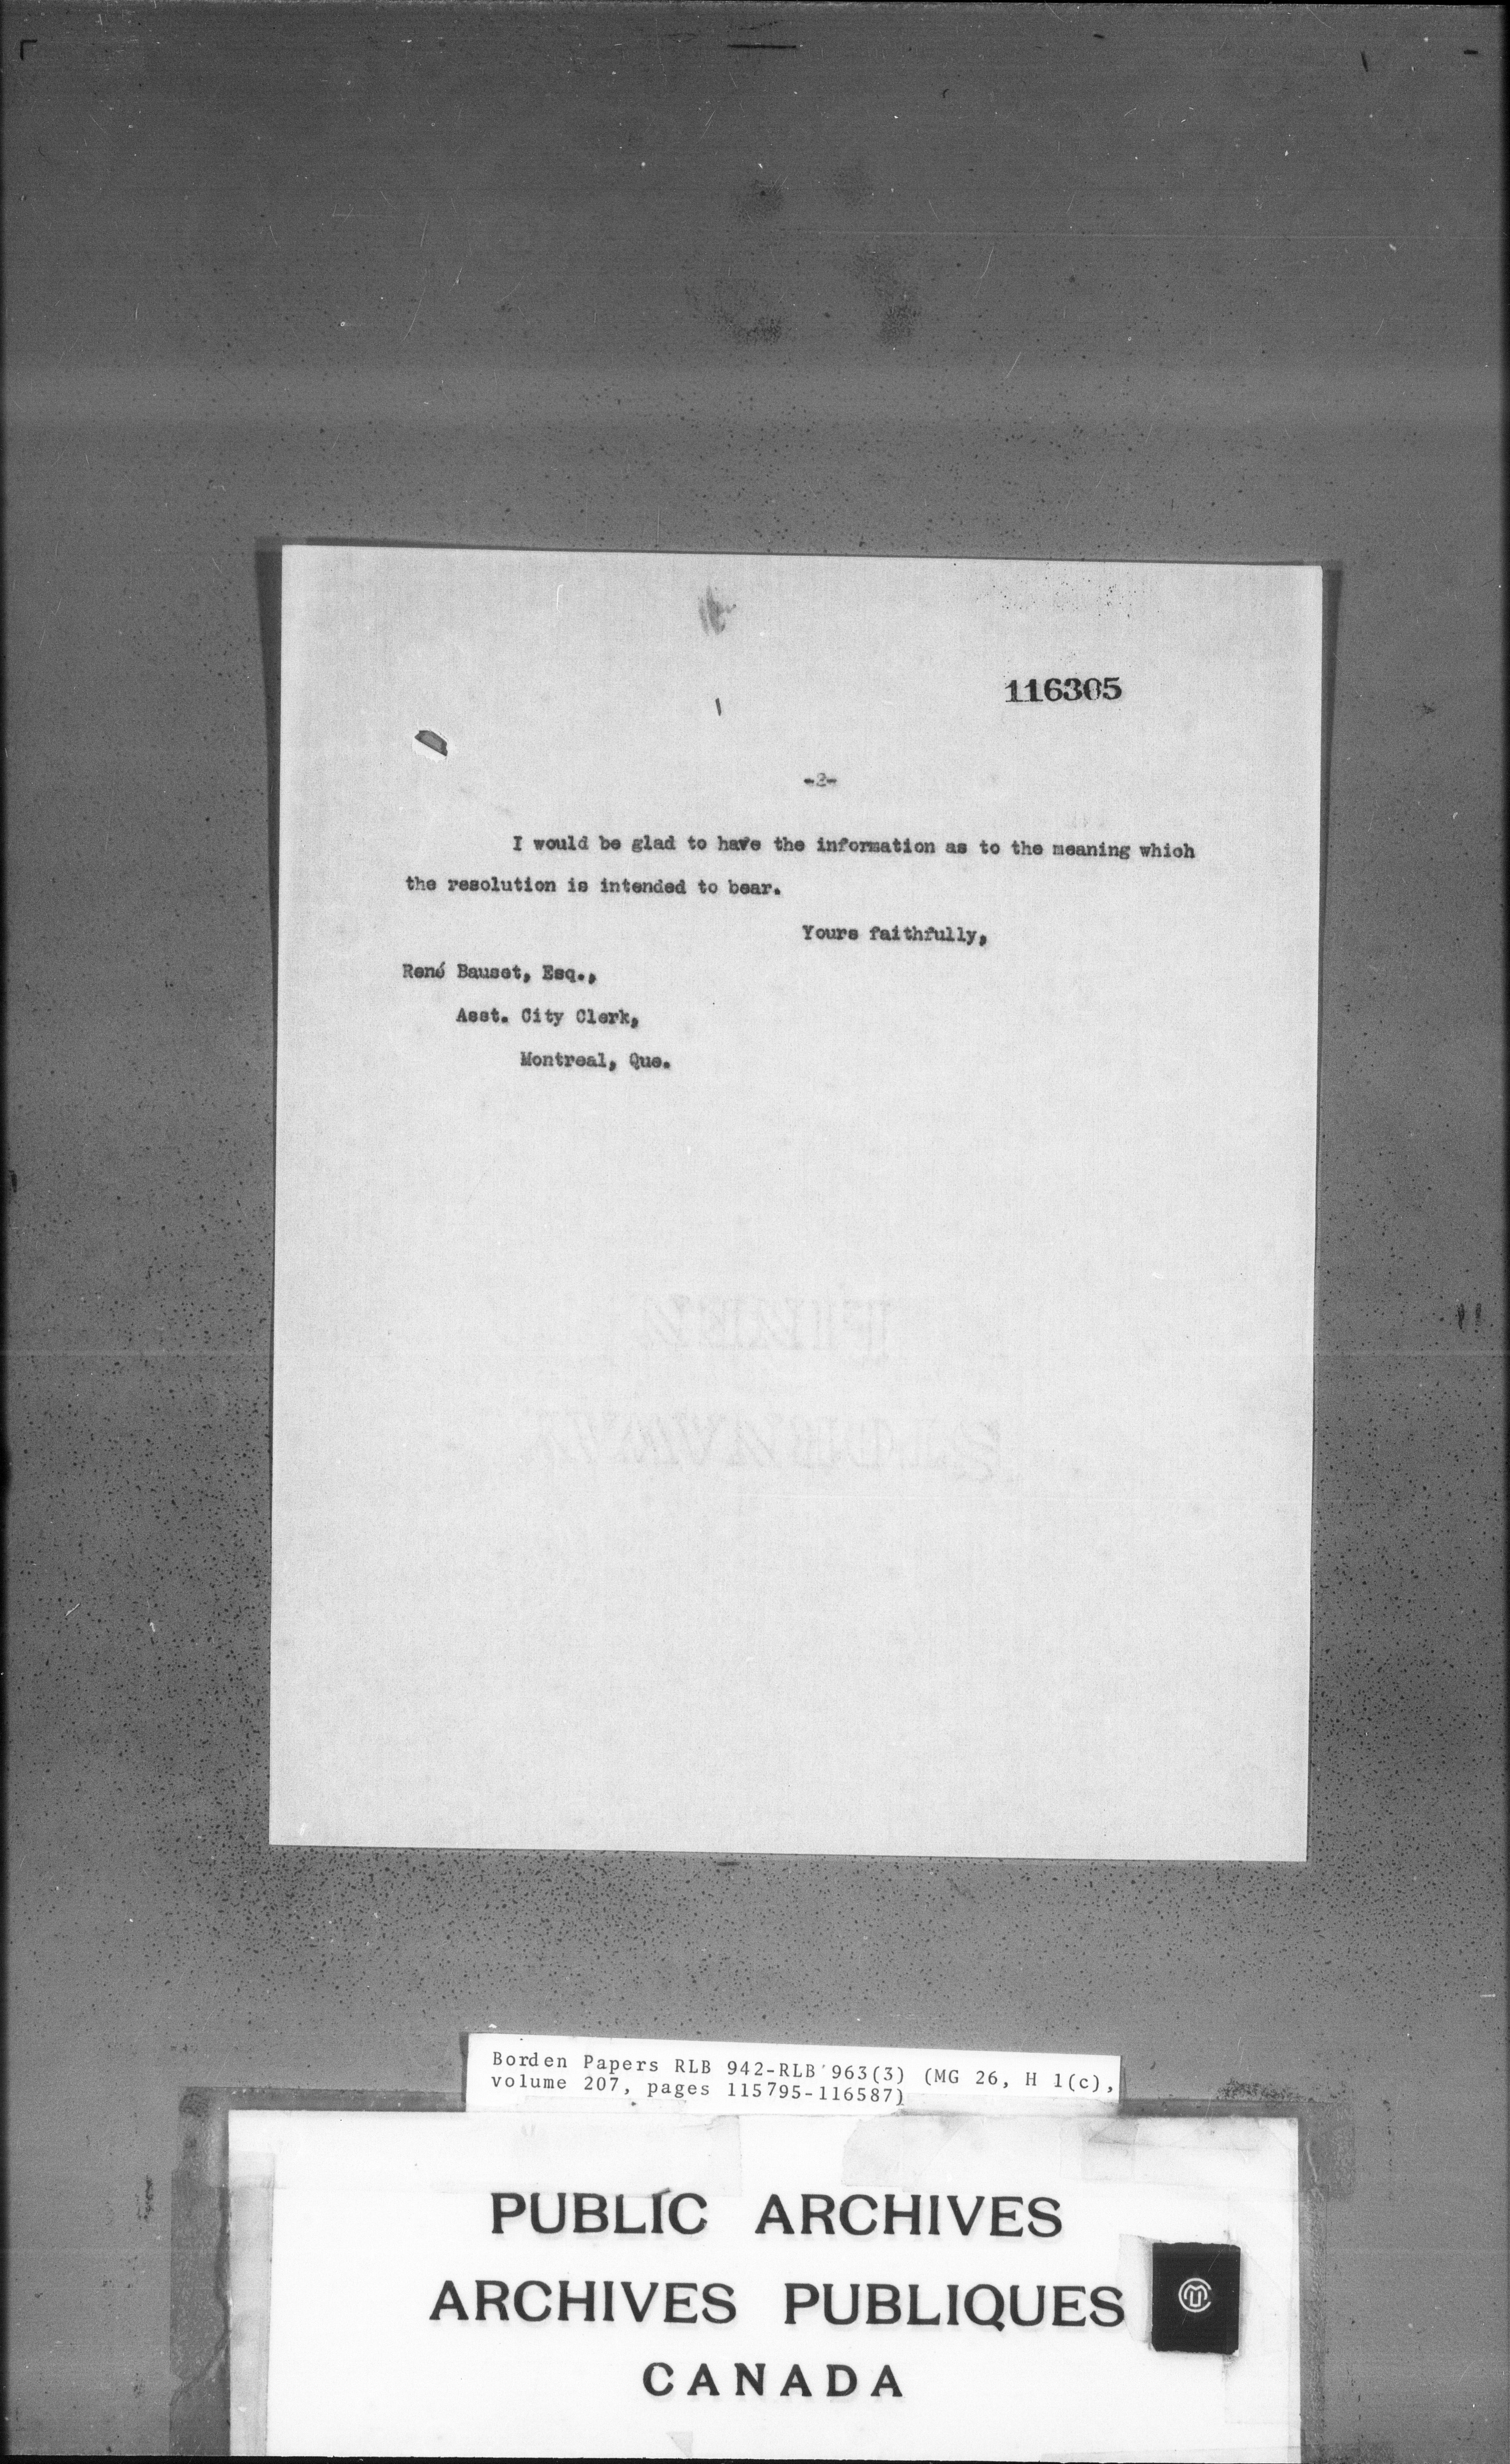 116305
-2-
I would be glad to have the information as to the meaning which
the resolution is intended to bear.
Yours faithfully,
René Bauset, Esq.,
Asst. City Clerk,
Montreal, Que.
Borden Papers RLB 942-RLB 963(3) (MG 26, H 1(c),
volume 207, pages 115795-116587)
PUBLIC ARCHIVES
ARCHIVES PUBLIQUES
CANADA